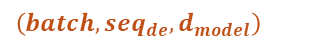 (batch, seq_de, d_model)